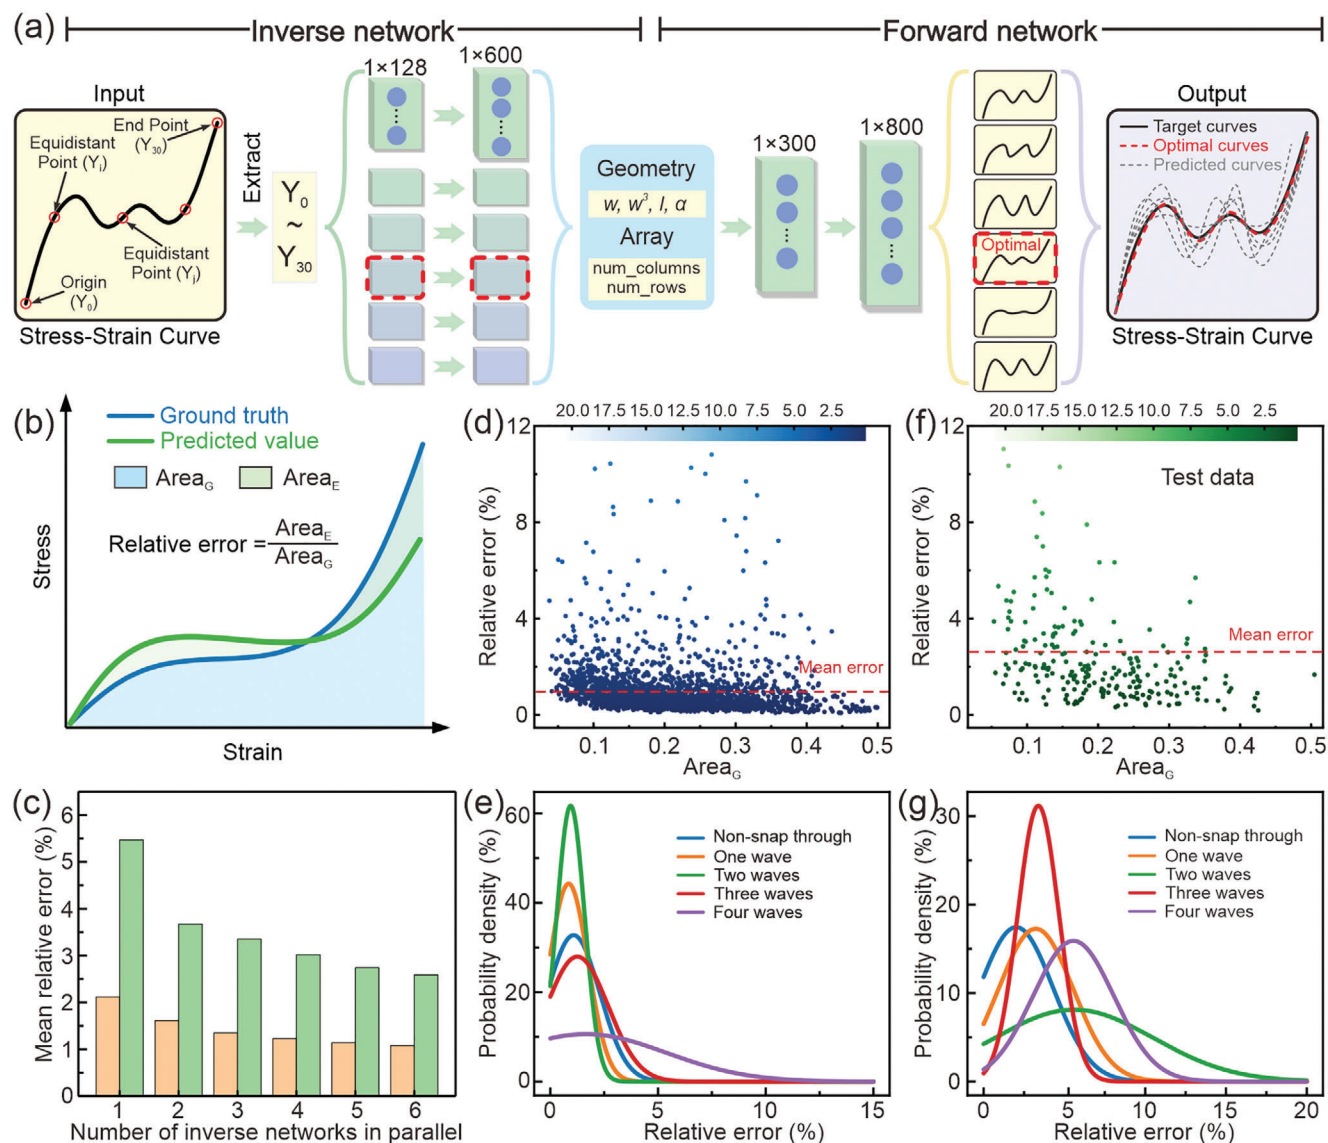 (a)
Inverse network
Forward network
Input
End Point
(Y30)
Equidistant
Point (Yi)
Equidistant
Point (Yj)
Origin
(Y0)
Stress-Strain Curve
Extract
Y0
~
Y30
1×128
1×600
Geometry
w, w³, l, α
Array
num_columns
num_rows
1×300
1×800
Optimal
Output
Target curves
Optimal curves
Predicted curves
Stress-Strain Curve
(b)
Ground truth
Predicted value
AreaG
AreaE
Relative error = AreaE
AreaG
Stress
Strain
(d)
20.0 17.5 15.0 12.5 10.0 7.5 5.0 2.5
12
8
4
0
Relative error (%)
Mean error
0.1 0.2 0.3 0.4 0.5
AreaG
(f)
20.0 17.5 15.0 12.5 10.0 7.5 5.0 2.5
12
8
4
0
Relative error (%)
Test data
Mean error
0.1 0.2 0.3 0.4 0.5
AreaG
(c)
6
5
4
3
2
1
0
Mean relative error (%)
1 2 3 4 5 6
Number of inverse networks in parallel
(e)
60
40
20
0
Probability density (%)
Non-snap through
One wave
Two waves
Three waves
Four waves
0 5 10 15
Relative error (%)
(g)
30
15
10
0
Probability density (%)
Non-snap through
One wave
Two waves
Three waves
Four waves
0 5 10 15 20
Relative error (%)